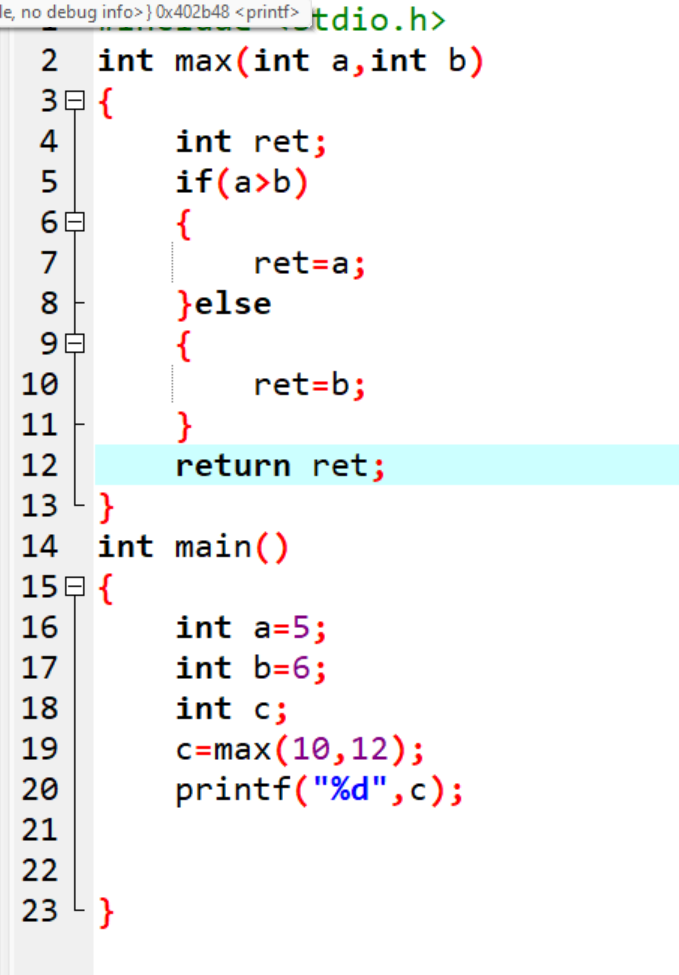 le, no debug info>} 0x402b48 <printf>
tdio.h>
2 int max(int a,int b)
3 {
4 int ret;
5 if(a>b)
6 {
7 ret=a;
8 }else
9 {
10 ret=b;
11 }
12 return ret;
13 }
14 int main()
15 {
16 int a=5;
17 int b=6;
18 int c;
19 c=max(10,12);
20 printf("%d",c);
21
22
23 }